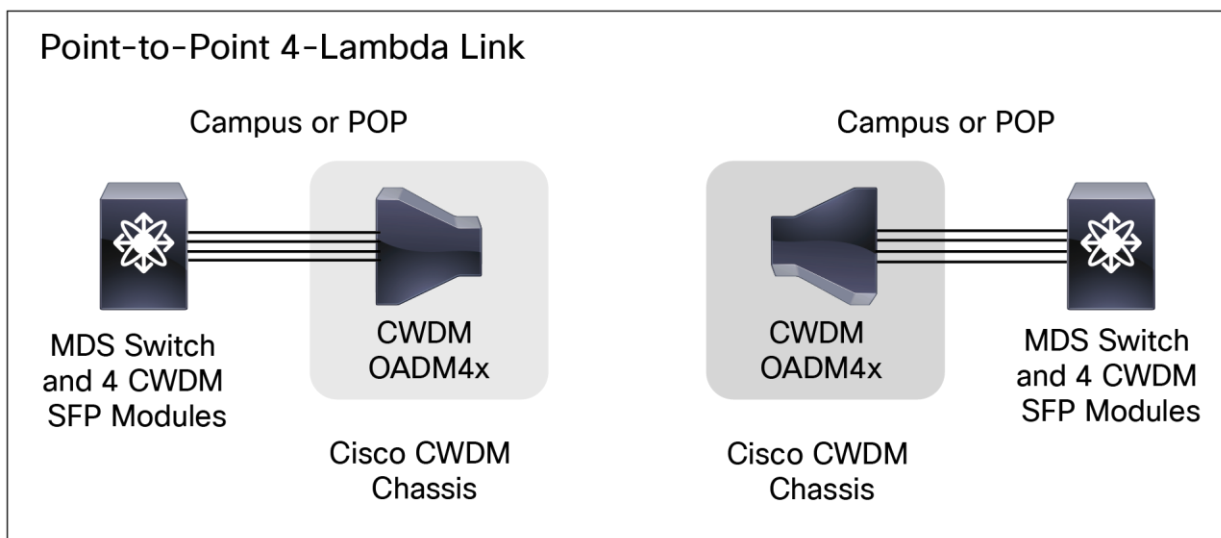 Point-to-Point 4-Lambda Link
Campus or POP
Campus or POP
MDS Switch
and 4 CWDM
SFP Modules
CWDM
OADM4x
Cisco CWDM
Chassis
CWDM
OADM4x
Cisco CWDM
Chassis
MDS Switch
and 4 CWDM
SFP Modules